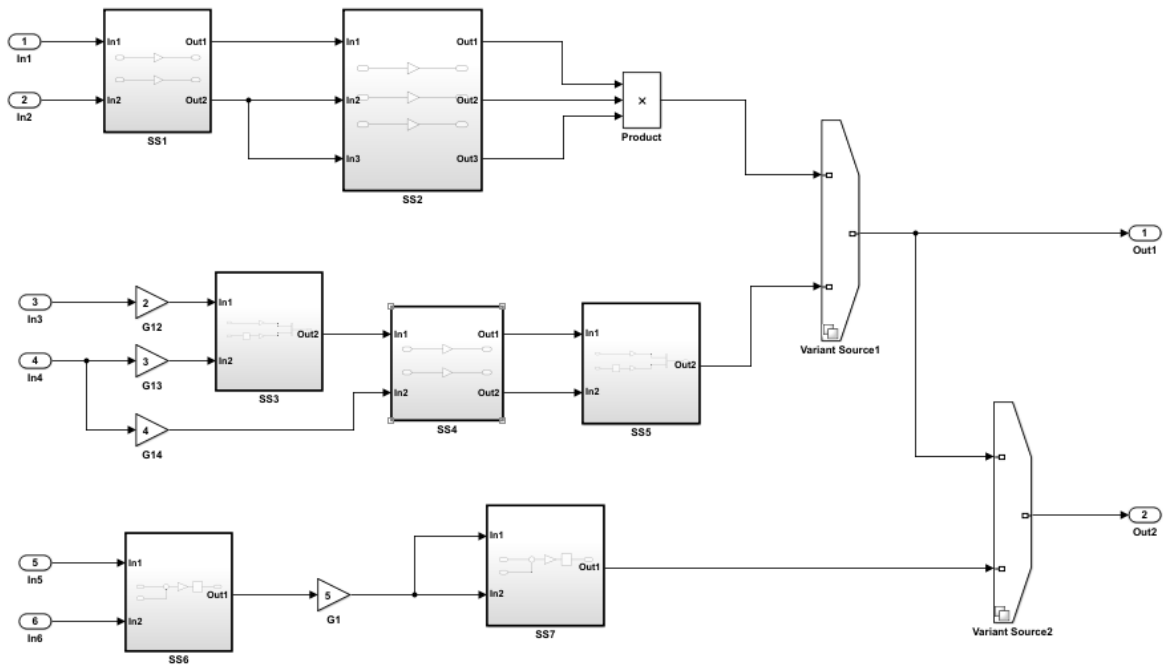 1
In1
2
In2
In1
Out1
In2
Out2
SS1
In1
Out1
In2
Out2
In3
Out3
SS2
×
Product
Variant Source1
1
Out1
3
In3
2
G12
4
In4
3
G13
4
G14
In1
In2
Out2
SS3
In1
Out1
In2
Out2
SS4
In1
In2
Out2
SS5
Variant Source2
2
Out2
5
In5
6
In6
In1
In2
Out1
SS6
5
G1
In1
In2
Out1
SS7